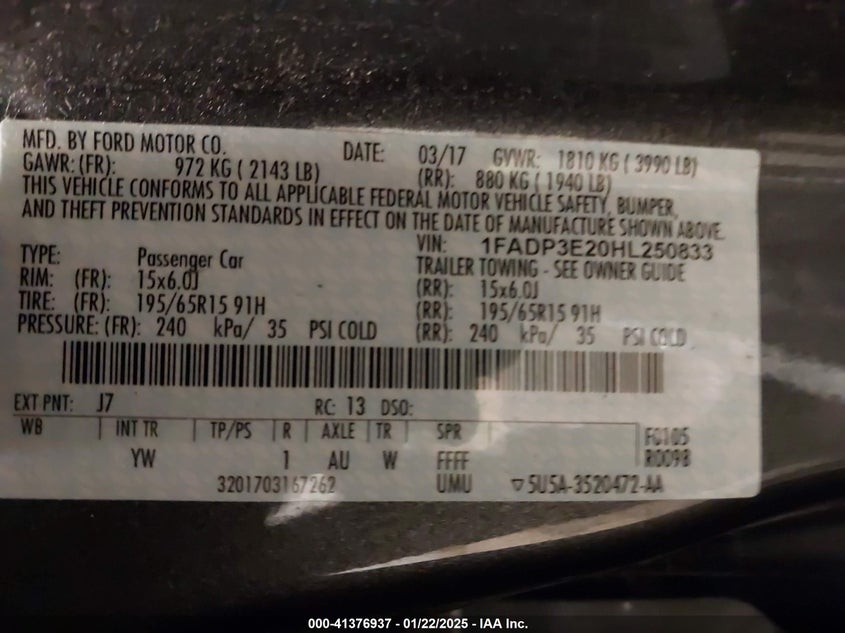 MFD. BY FORD MOTOR CO. DATE: 03/17 GVWR: 1810 KG ( 3990 LB)
GAWR: (FR): 972 KG ( 2143 LB) (RR): 880 KG ( 1940 LB)
THIS VEHICLE CONFORMS TO ALL APPLICABLE FEDERAL MOTOR VEHICLE SAFETY, BUMPER,
AND THEFT PREVENTION STANDARDS IN EFFECT ON THE DATE OF MANUFACTURE SHOWN ABOVE.
VIN: 1FADP3E20HL250833
TYPE: Passenger Car TRAILER TOWING - SEE OWNER GUIDE
RIM: (FR): 15x6.0J (RR): 15x6.0J
TIRE: (FR): 195/65R15 91H (RR): 195/65R15 91H
PRESSURE: (FR): 240 kPa/ 35 PSI COLD (RR): 240 kPa/ 35 PSI COLD
EXT PNT: J7 RC: 13 DSO:
WB INT TR TP/PS R AXLE TR SPR F0105
YW 1 AU W FFFF R0098
3201703167262 UMU 5U5A-3520472-AA
000-41376937 - 01/22/2025 - IAA Inc.